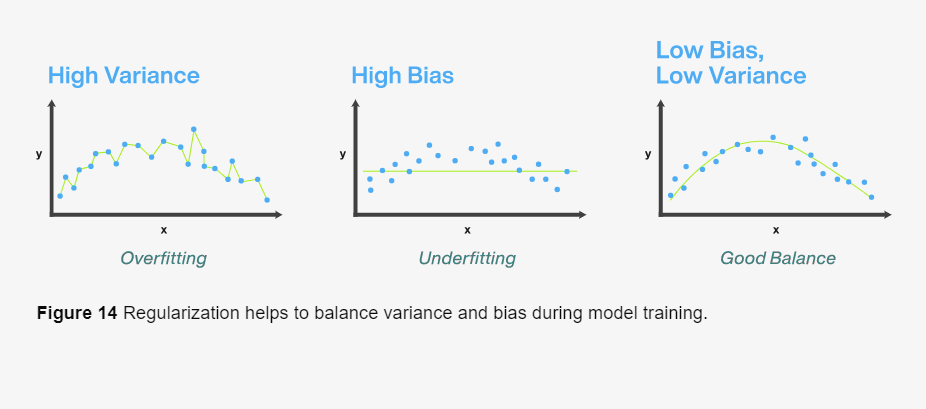 High Variance
y
x
Overfitting
High Bias
y
x
Underfitting
Low Bias,
Low Variance
y
x
Good Balance
Figure 14 Regularization helps to balance variance and bias during model training.